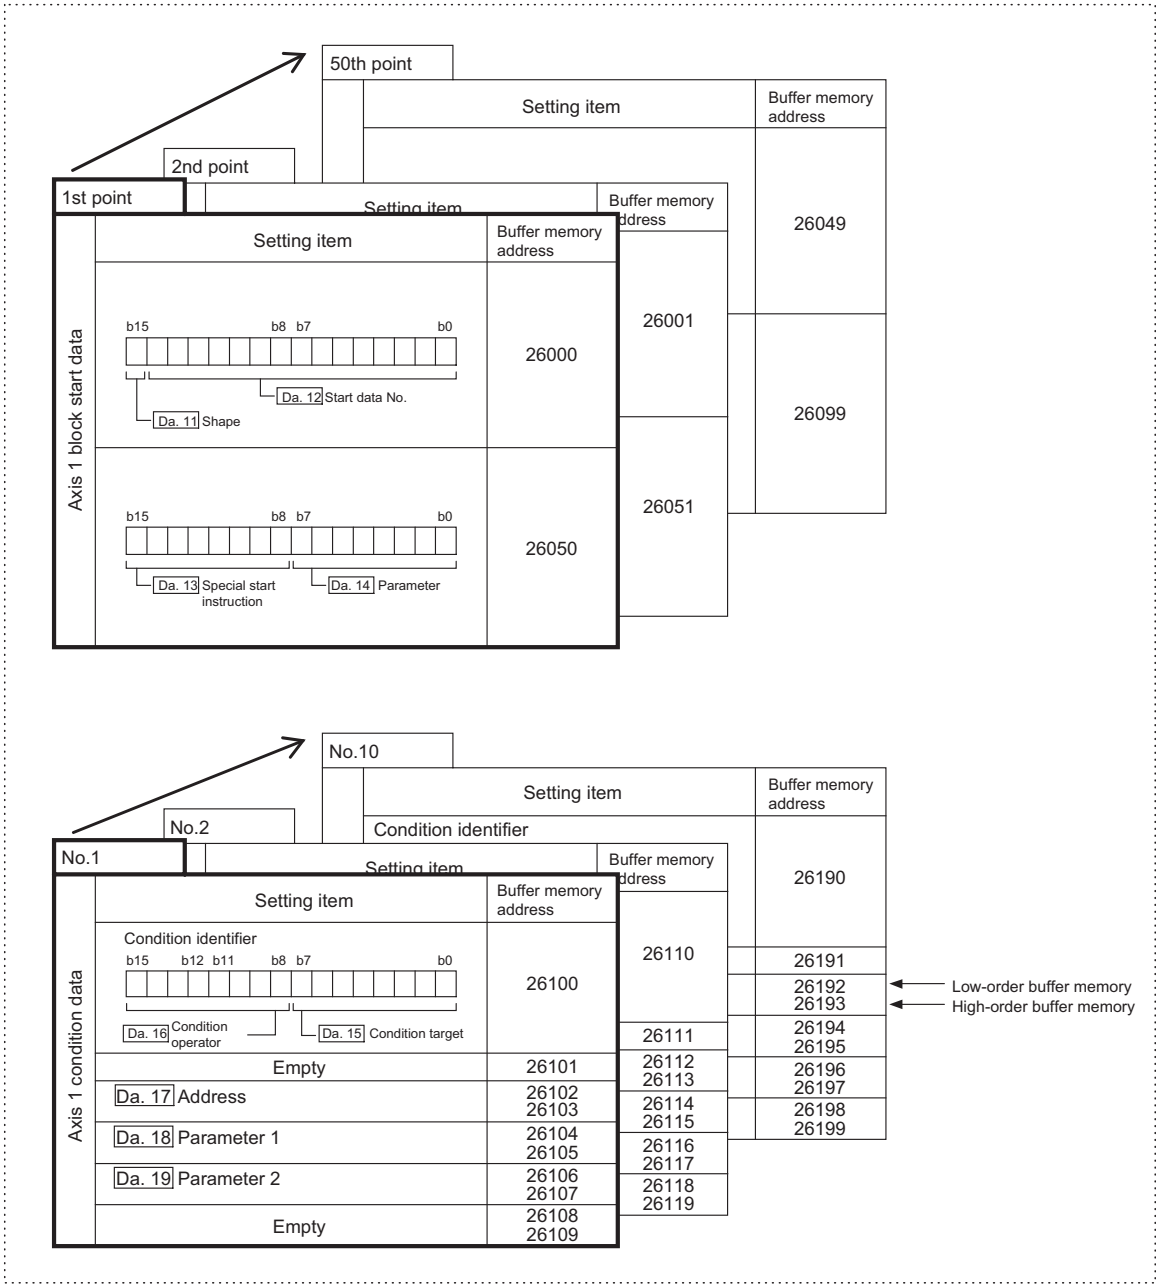 50th point
Setting item
Buffer memory
address
26049
26099
2nd point
Setting item
Buffer memory
address
26001
26051
1st point
Axis 1 block start data
Setting item
Buffer memory
address
b15 b8 b7 b0
Da. 12 Start data No.
Da. 11 Shape
26000
b15 b8 b7 b0
Da. 13 Special start
instruction
Da. 14 Parameter
26050
No.10
Setting item
Buffer memory
address
Condition identifier
26190
26191
26192
26193
Low-order buffer memory
High-order buffer memory
26194
26195
26196
26197
26198
26199
No.2
Setting item
Buffer memory
address
26110
26111
26112
26113
26114
26115
26116
26117
26118
26119
No.1
Axis 1 condition data
Setting item
Buffer memory
address
Condition identifier
b15 b12 b11 b8 b7 b0
Da. 16 Condition
operator
Da. 15 Condition target
26100
Empty
26101
Da. 17 Address
26102
26103
Da. 18 Parameter 1
26104
26105
Da. 19 Parameter 2
26106
26107
Empty
26108
26109